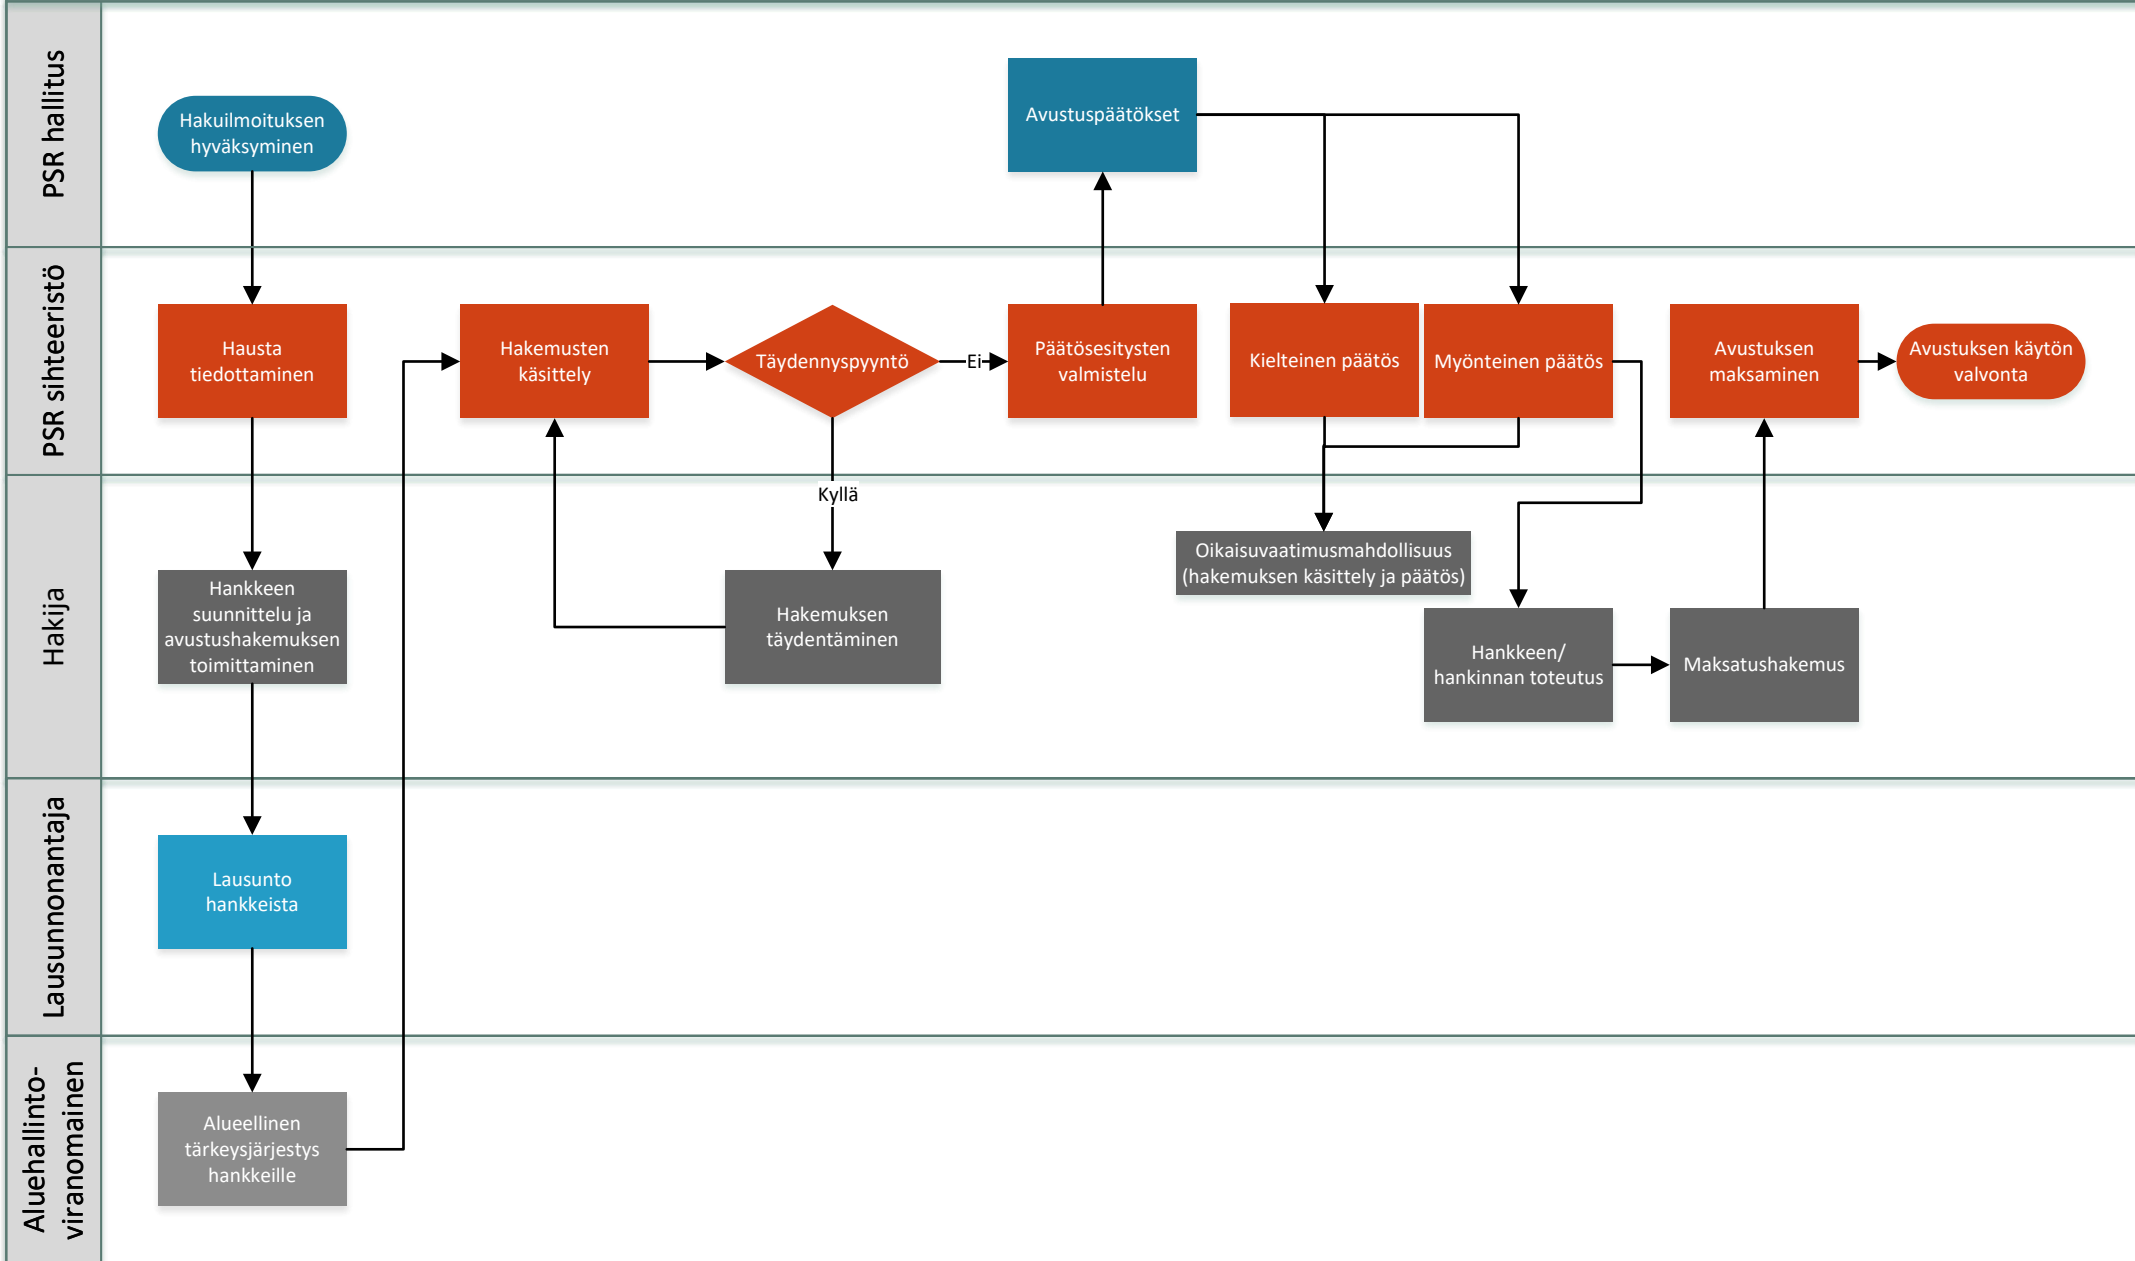 PSR hallitus
Hakuilmoituksen
hyväksyminen
Avustuspäätökset
PSR sihteeristö
Hausta
tiedottaminen
Hakemusten
käsittely
Täydennyspyyntö
Ei
Päätösesitysten
valmistelu
Kielteinen päätös
Myönteinen päätös
Avustuksen
maksaminen
Avustuksen käytön
valvonta
Hakija
Hankkeen
suunnittelu ja
avustushakemuksen
toimittaminen
Kyllä
Hakemuksen
täydentäminen
Oikaisuvaatimusmahdollisuus
(hakemuksen käsittely ja päätös)
Hankkeen/
hankinnan toteutus
Maksatushakemus
Lausunnonantaja
Lausunto
hankkeista
Aluehallinto-
viranomainen
Alueellinen
tärkeysjärjestys
hankkeille